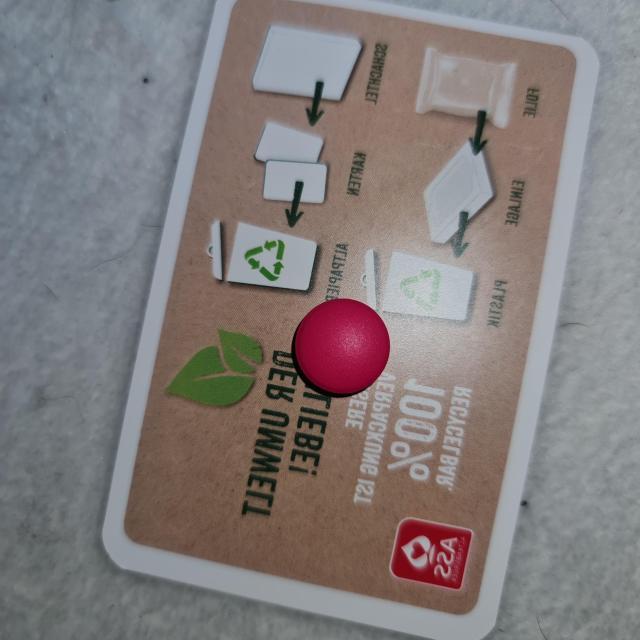 SCHACHTEL
KARTEN
ALTPAPIER
FOLIE
EINLAGE
PLASTIK
DER UMWELT
LIEBE!
VERPACKUNG IST
100%
RECYCELBAR*
ASS